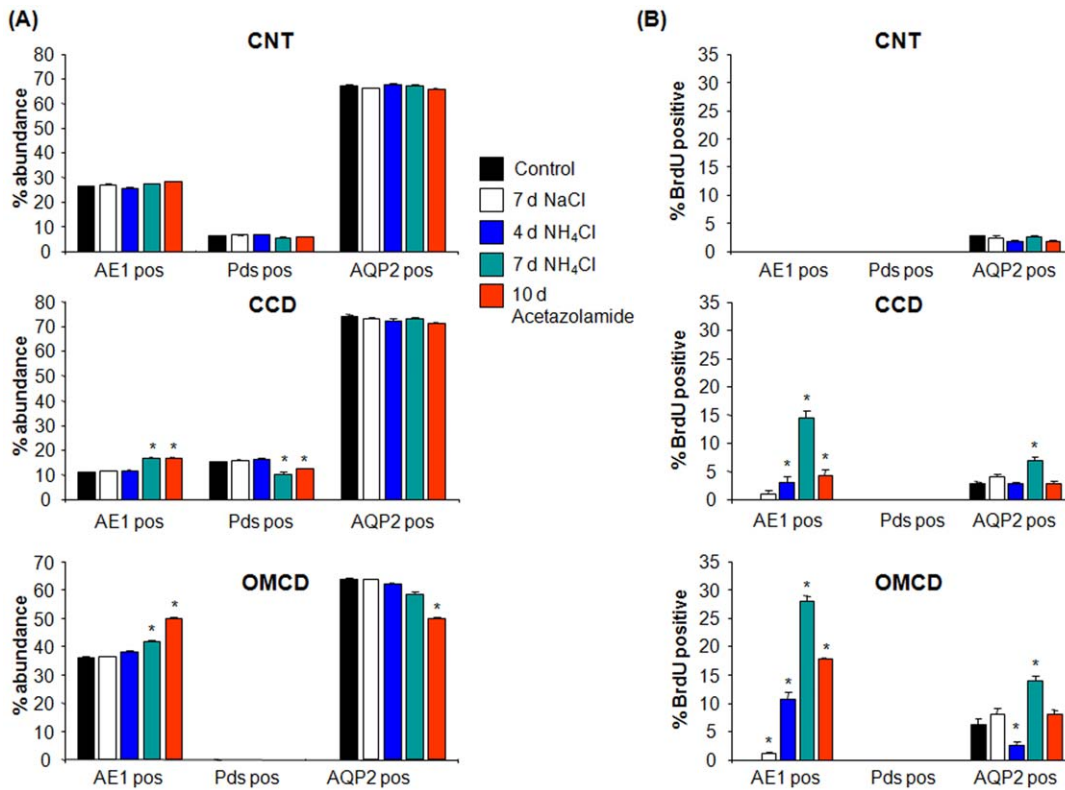 (A)
CNT
% abundance
80
70
60
50
40
30
20
10
0
AE1 pos Pds pos AQP2 pos
Control
7 d NaCl
4 d NH₄Cl
7 d NH₄Cl
10 d
Acetazolamide
CCD
% abundance
80
70
60
50
40
30
20
10
0
* * * *
AE1 pos Pds pos AQP2 pos
OMCD
% abundance
70
60
50
40
30
20
10
0
* * *
AE1 pos Pds pos AQP2 pos
(B)
CNT
% BrdU positive
35
30
25
20
15
10
5
0
AE1 pos Pds pos AQP2 pos
CCD
% BrdU positive
35
30
25
20
15
10
5
0
* * * *
AE1 pos Pds pos AQP2 pos
OMCD
% BrdU positive
35
30
25
20
15
10
5
0
* * * * * *
AE1 pos Pds pos AQP2 pos